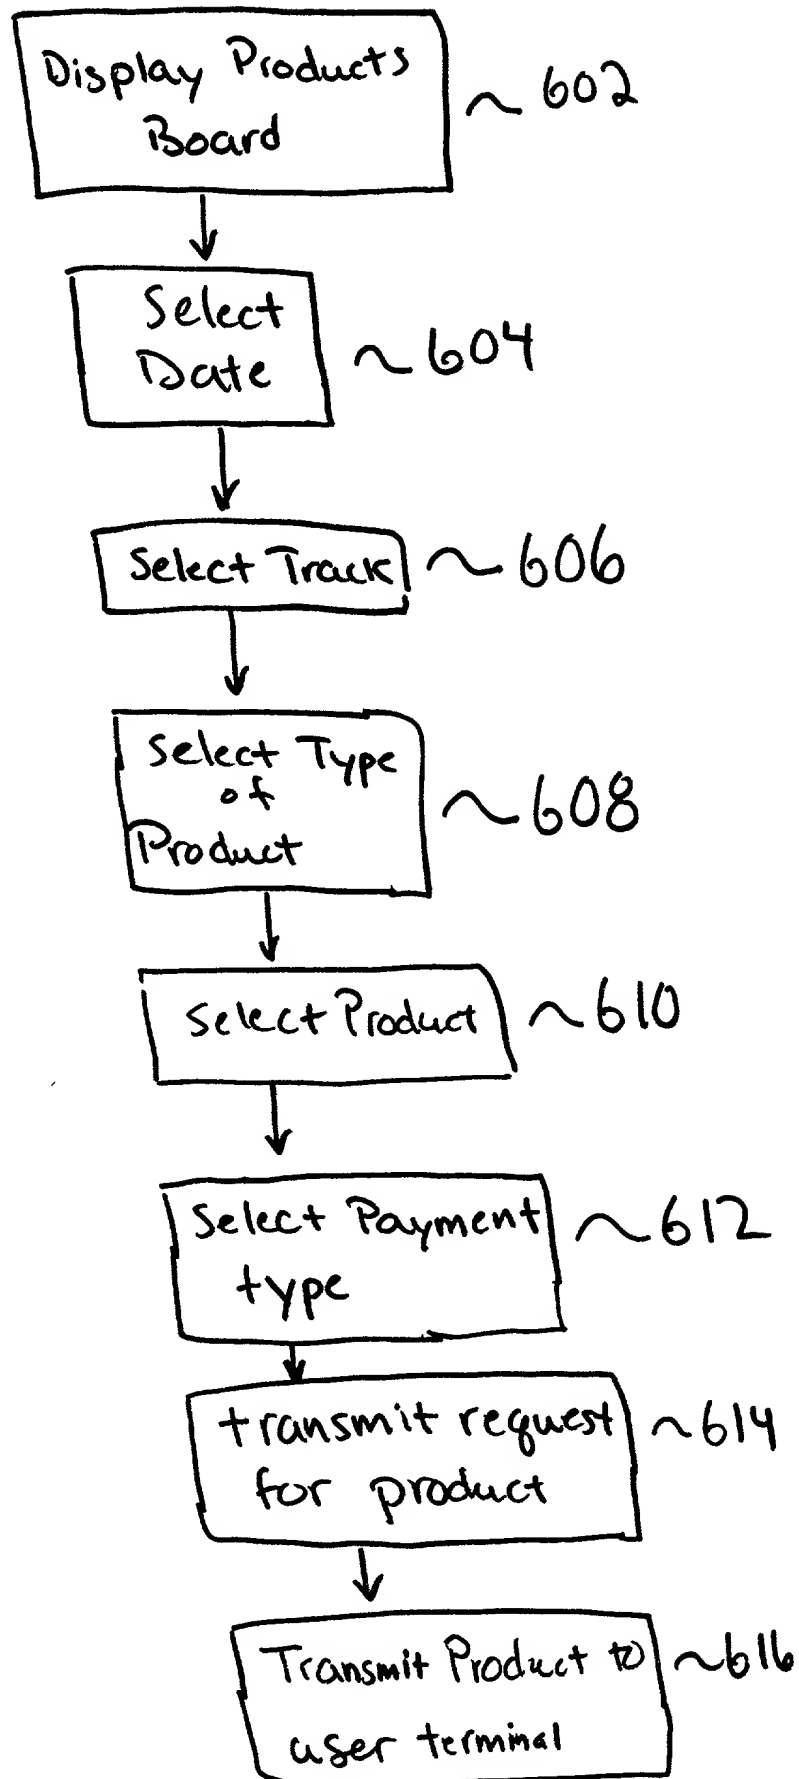 Display Products
Board
~ 602
Select
Date
~ 604
Select Track
~ 606
Select Type
of
Product
~ 608
Select Product
~ 610
Select Payment
type
~ 612
transmit request
for product
~ 614
Transmit Product to
user terminal
~ 616